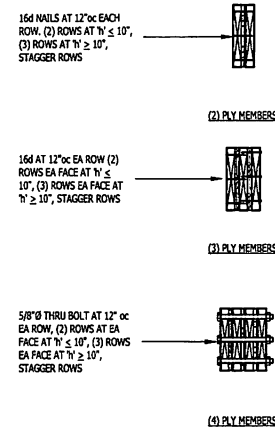 16d NAILS AT 12"oc EACH
ROW. (2) ROWS AT 'h' ≤ 10",
(3) ROWS AT 'h' ≥ 10",
STAGGER ROWS
(2) PLY MEMBERS
16d AT 12"oc EA ROW (2)
ROWS EA FACE AT 'h' ≤
10", (3) ROWS EA FACE AT
'h' ≥ 10", STAGGER ROWS
(3) PLY MEMBERS
5/8"Ø THRU BOLT AT 12" oc
EA ROW, (2) ROWS AT EA
FACE AT 'h' ≤ 10", (3) ROWS
EA FACE AT 'h' ≥ 10",
STAGGER ROWS
(4) PLY MEMBERS